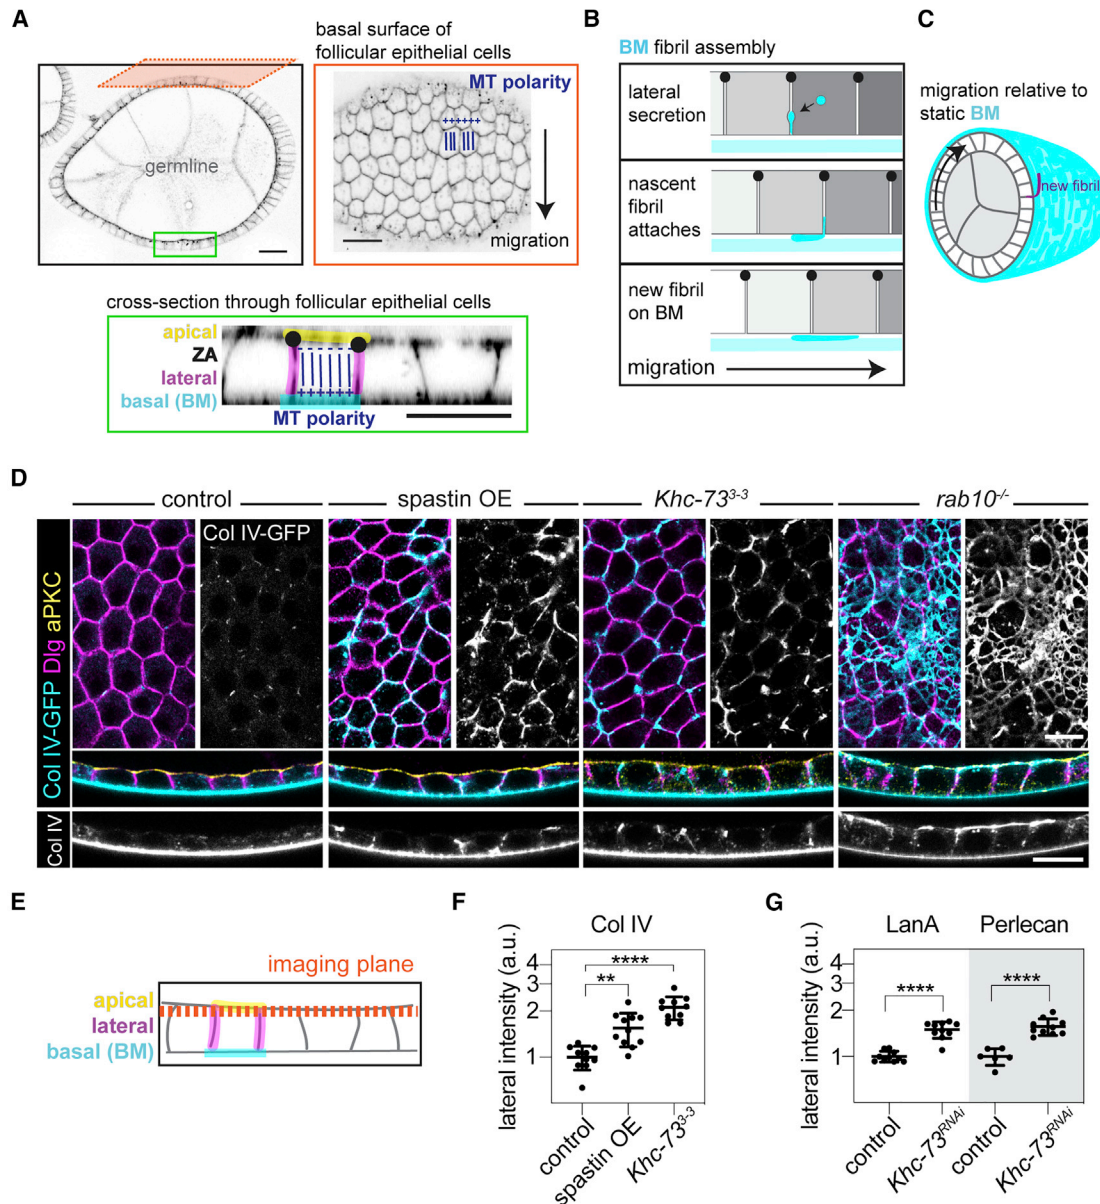 A
basal surface of
follicular epithelial cells
germline
MT polarity
++++++
migration
cross-section through follicular epithelial cells
apical
ZA
lateral
basal (BM)
MT polarity
B
BM fibril assembly
lateral
secretion
nascent
fibril
attaches
new fibril
on BM
migration
C
migration relative to
static BM
new fibril
D
control
spastin OE
Khc-73³⁻³
rab10⁻/⁻
Col IV-GFP Dlg aPKC
Col IV-GFP
Col IV
E
imaging plane
apical
lateral
basal (BM)
F
Col IV
lateral intensity (a.u.)
4
3
2
1
****
**
control
spastin OE
Khc-73³⁻³
G
LanA
Perlecan
lateral intensity (a.u.)
4
3
2
1
****
****
control
Khc-73ᴿᴺᴬⁱ
control
Khc-73ᴿᴺᴬⁱ